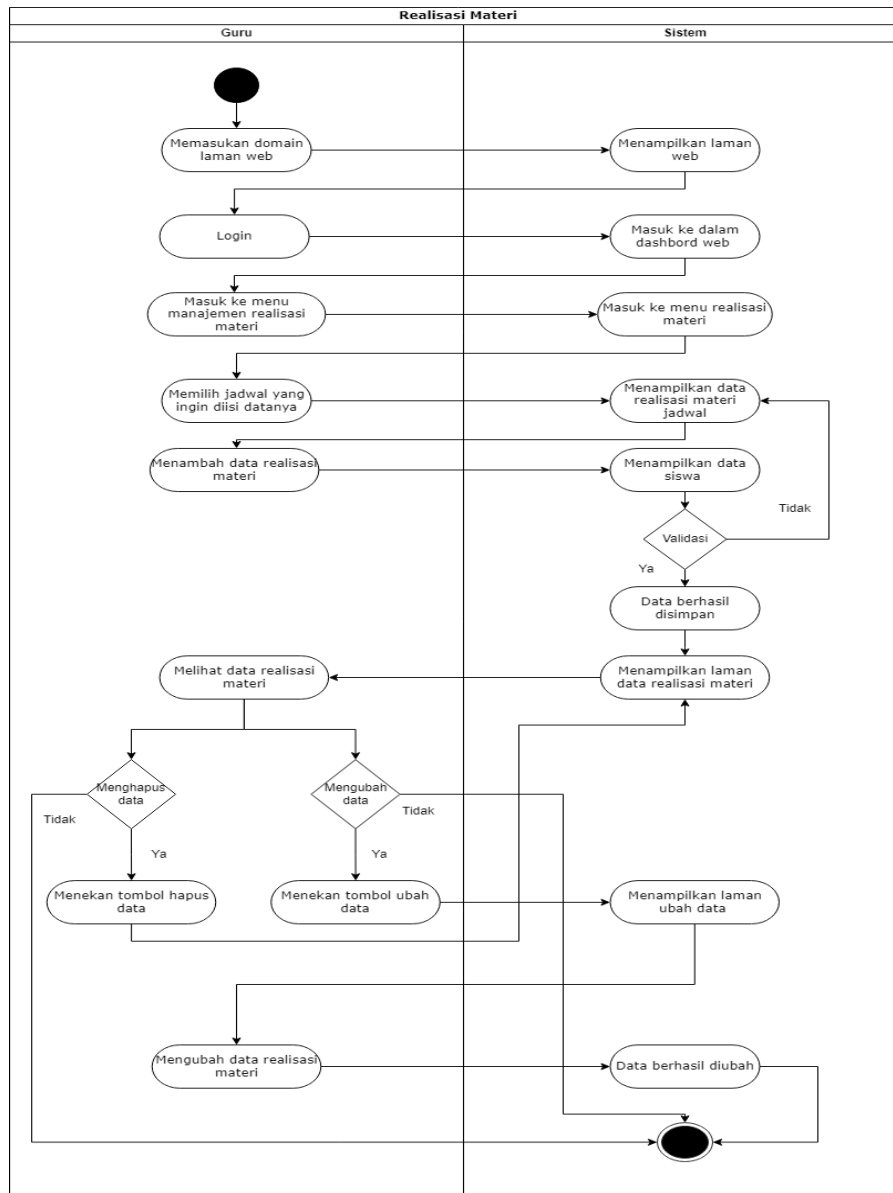 Realisasi Materi
Guru
Sistem
Memasukan domain
laman web
Menampilkan laman
web
Login
Masuk ke dalam
dashbord web
Masuk ke menu
manajemen realisasi
materi
Masuk ke menu realisasi
materi
Memilih jadwal yang
ingin diisi datanya
Menampilkan data
realisasi materi
jadwal
Menambah data realisasi
materi
Menampilkan data
siswa
Tidak
Validasi
Ya
Data berhasil
disimpan
Melihat data realisasi
materi
Menampilkan laman
data realisasi materi
Menghapus
data
Mengubah
data
Tidak
Tidak
Ya
Ya
Menekan tombol hapus
data
Menekan tombol ubah
data
Menampilkan laman
ubah data
Mengubah data realisasi
materi
Data berhasil diubah